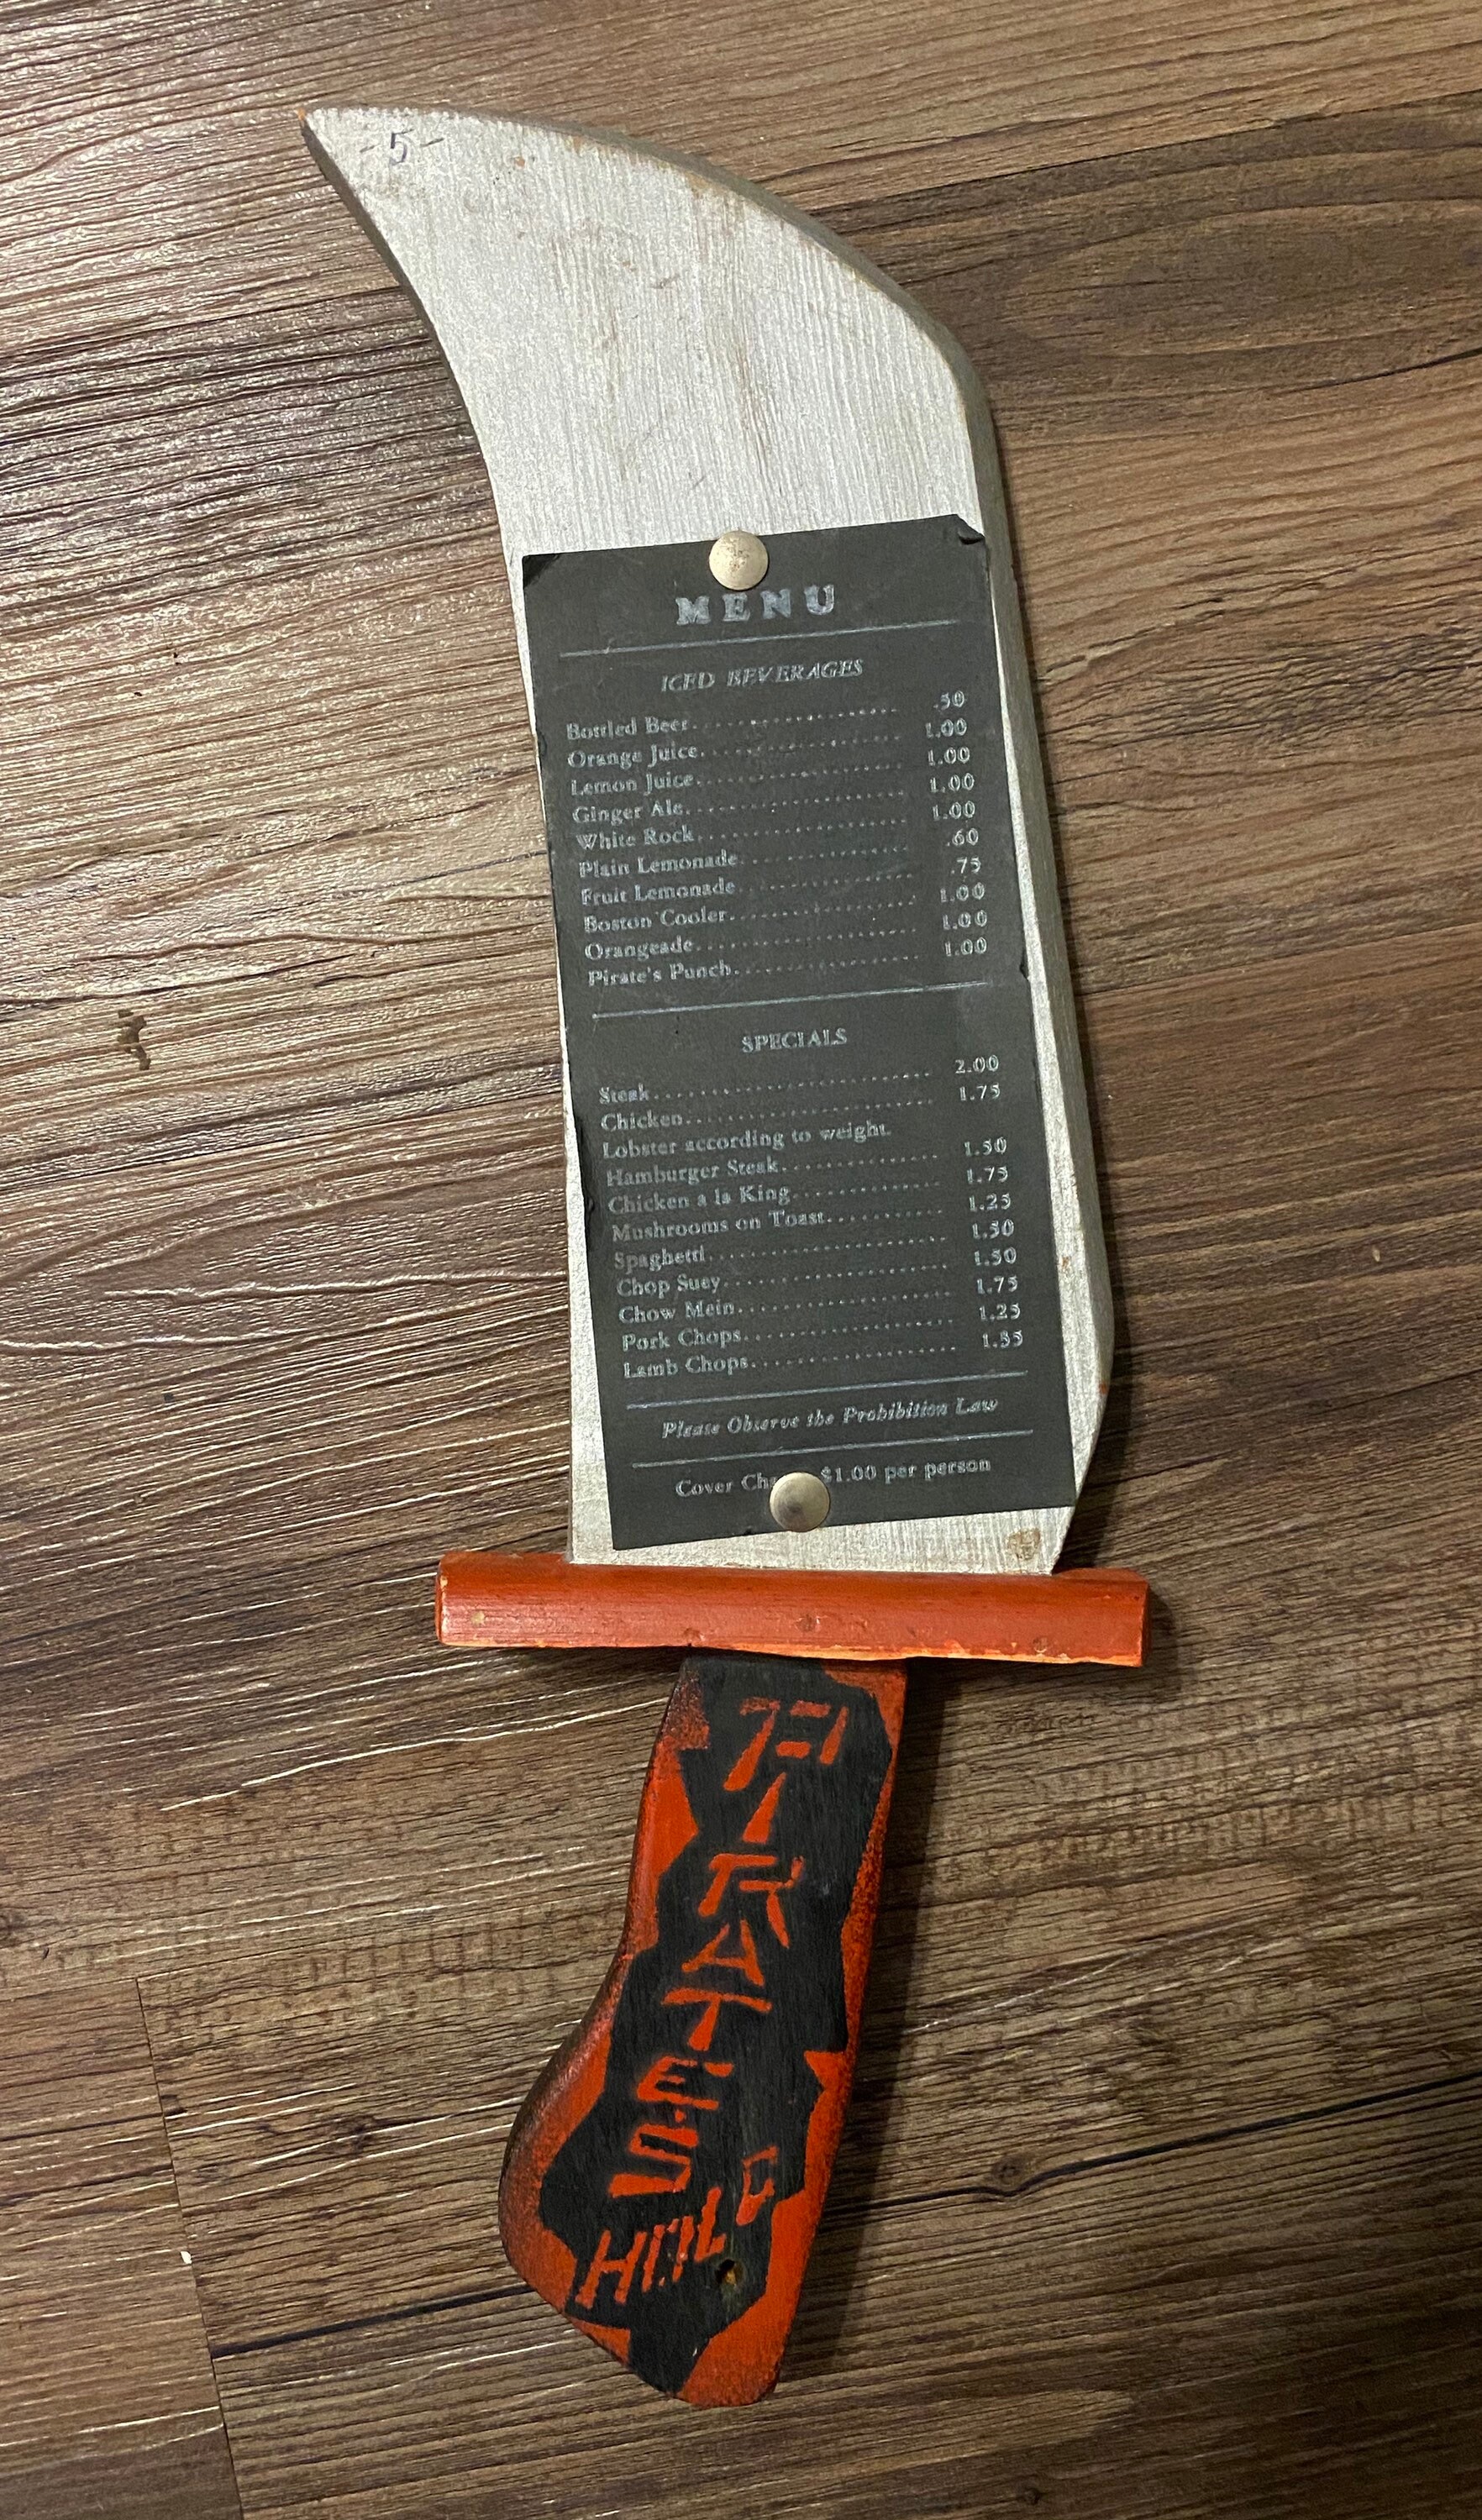 -5-
MENU
ICED BEVERAGES
Bottled Beer .50
Orange Juice 1.00
Lemon Juice 1.00
Ginger Ale 1.00
White Rock 1.00
Plain Lemonade .60
Fruit Lemonade .75
Boston Cooler 1.00
Orangeade 1.00
Pirate's Punch 1.00
SPECIALS
Steak 2.00
Chicken 1.75
Lobster according to weight.
Hamburger Steak 1.50
Chicken a la King 1.75
Mushrooms on Toast 1.25
Spaghetti 1.50
Chop Suey 1.50
Chow Mein 1.75
Pork Chops 1.25
Lamb Chops 1.35
Please Observe the Prohibition Law
Cover $1.00 per person
PIRATES
HOLD